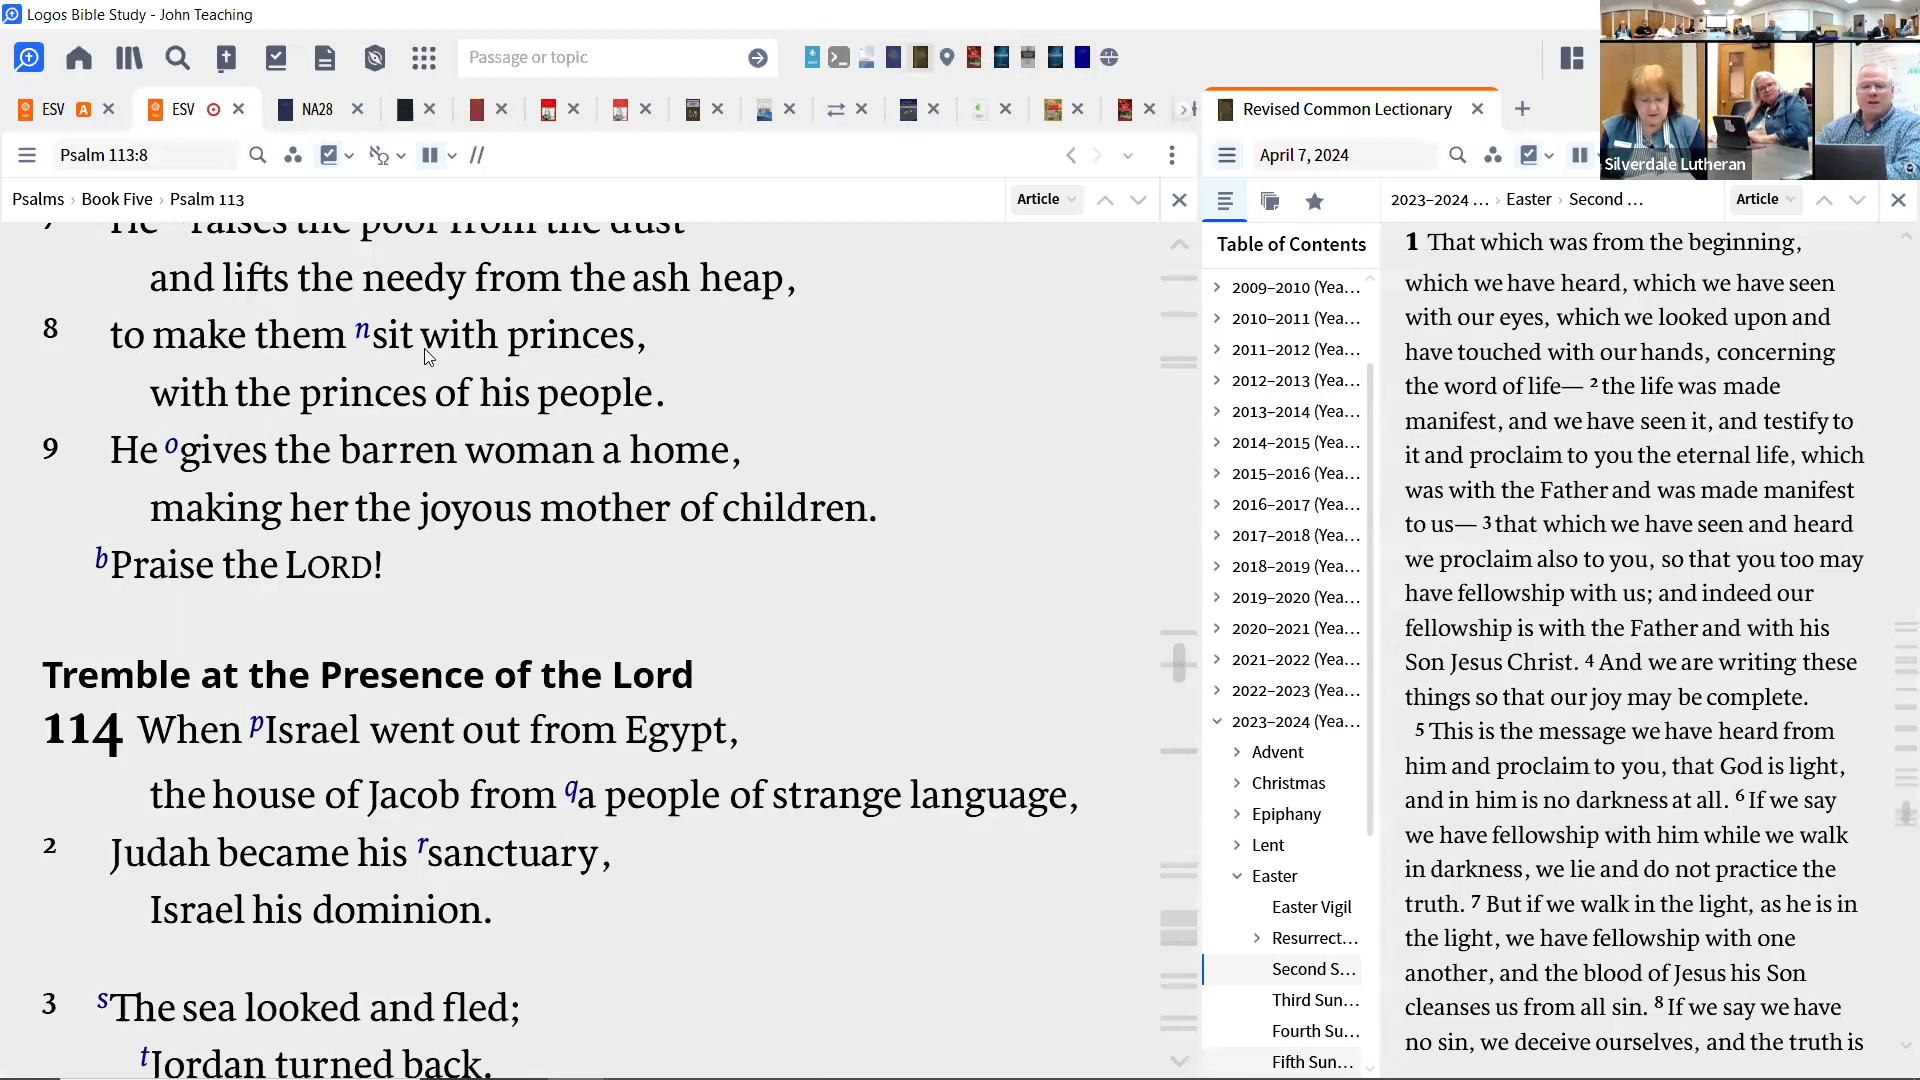 Logos Bible Study - John Teaching
Passage or topic
ESV A
ESV
NA28
Revised Common Lectionary
Psalm 113:8
April 7, 2024
Silverdale Lutheran
Psalms › Book Five › Psalm 113
Article
2023–2024 ... › Easter › Second ...
Article
7 He raises the poor from the dust
and lifts the needy from the ash heap,
8 to make them nsit with princes,
with the princes of his people.
9 He ogives the barren woman a home,
making her the joyous mother of children.
bPraise the LORD!
Tremble at the Presence of the Lord
114 When pIsrael went out from Egypt,
the house of Jacob from qa people of strange language,
2 Judah became his rsanctuary,
Israel his dominion.
3 sThe sea looked and fled;
tJordan turned back.
Table of Contents
2009–2010 (Yea...
2010–2011 (Yea...
2011–2012 (Yea...
2012–2013 (Yea...
2013–2014 (Yea...
2014–2015 (Yea...
2015–2016 (Yea...
2016–2017 (Yea...
2017–2018 (Yea...
2018–2019 (Yea...
2019–2020 (Yea...
2020–2021 (Yea...
2021–2022 (Yea...
2022–2023 (Yea...
2023–2024 (Yea...
Advent
Christmas
Epiphany
Lent
Easter
Easter Vigil
Resurrect...
Second S...
Third Sun...
Fourth Su...
Fifth Sun...
1 That which was from the beginning,
which we have heard, which we have seen
with our eyes, which we looked upon and
have touched with our hands, concerning
the word of life— 2 the life was made
manifest, and we have seen it, and testify to
it and proclaim to you the eternal life, which
was with the Father and was made manifest
to us— 3 that which we have seen and heard
we proclaim also to you, so that you too may
have fellowship with us; and indeed our
fellowship is with the Father and with his
Son Jesus Christ. 4 And we are writing these
things so that our joy may be complete.
5 This is the message we have heard from
him and proclaim to you, that God is light,
and in him is no darkness at all. 6 If we say
we have fellowship with him while we walk
in darkness, we lie and do not practice the
truth. 7 But if we walk in the light, as he is in
the light, we have fellowship with one
another, and the blood of Jesus his Son
cleanses us from all sin. 8 If we say we have
no sin, we deceive ourselves, and the truth is